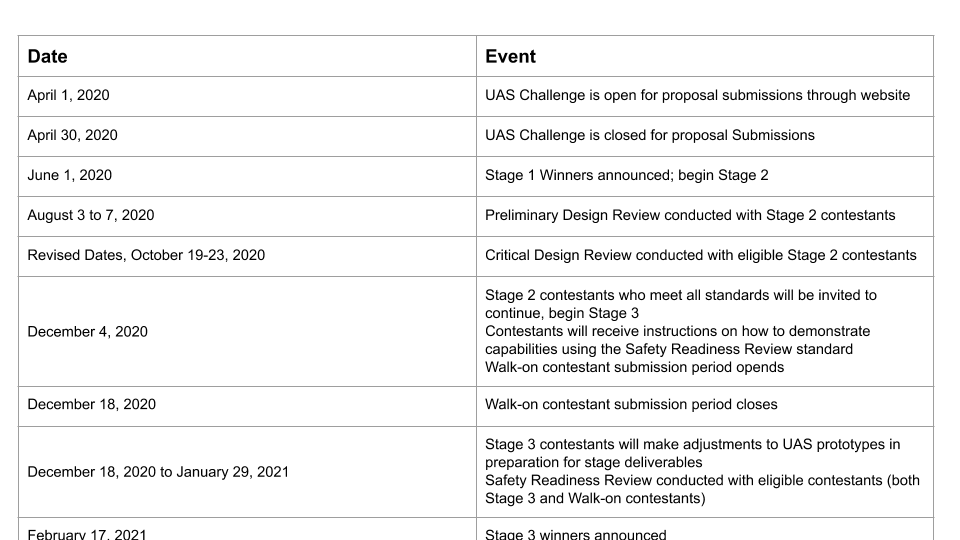 Date
Event
April 1, 2020
UAS Challenge is open for proposal submissions through website
April 30, 2020
UAS Challenge is closed for proposal Submissions
June 1, 2020
Stage 1 Winners announced; begin Stage 2
August 3 to 7, 2020
Preliminary Design Review conducted with Stage 2 contestants
Revised Dates, October 19-23, 2020
Critical Design Review conducted with eligible Stage 2 contestants
December 4, 2020
Stage 2 contestants who meet all standards will be invited to
continue, begin Stage 3
Contestants will receive instructions on how to demonstrate
capabilities using the Safety Readiness Review standard
Walk-on contestant submission period opends
December 18, 2020
Walk-on contestant submission period closes
December 18, 2020 to January 29, 2021
Stage 3 contestants will make adjustments to UAS prototypes in
preparation for stage deliverables
Safety Readiness Review conducted with eligible contestants (both
Stage 3 and Walk-on contestants)
February 17, 2021
Stage 3 winners announced